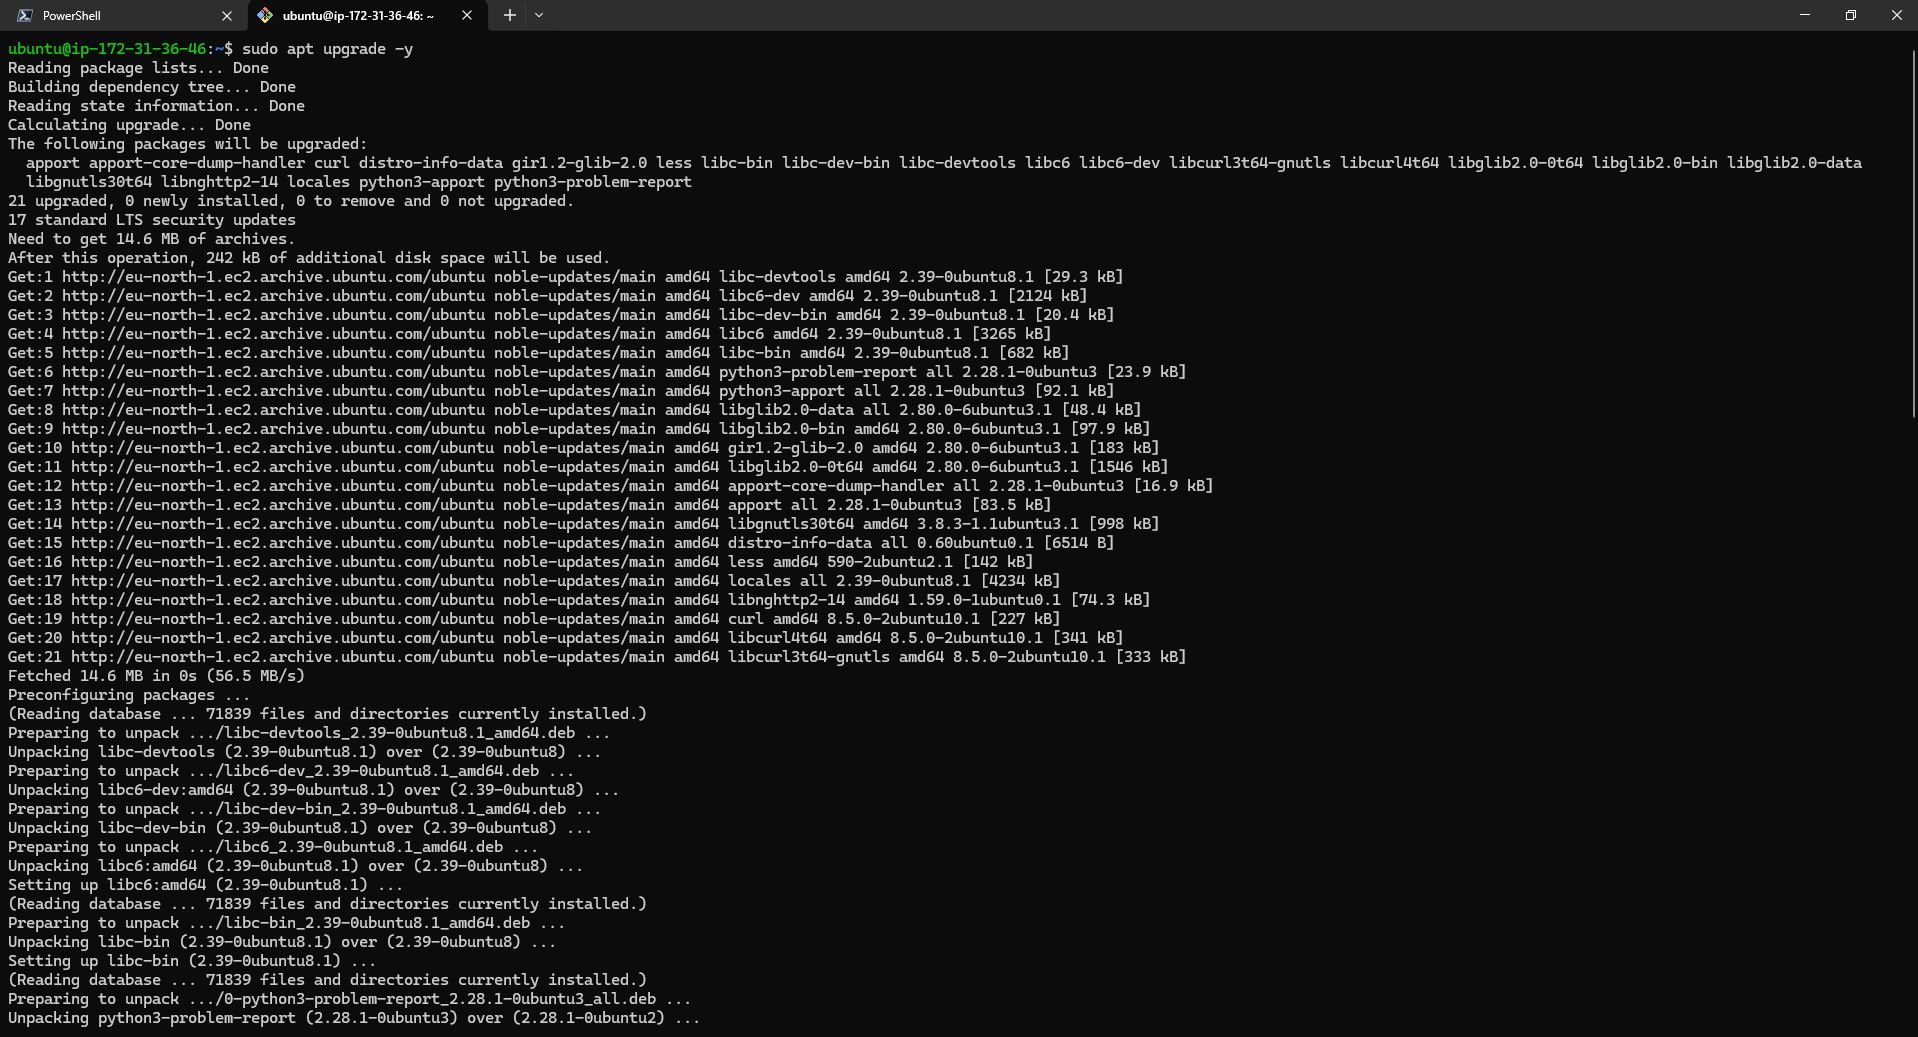 PowerShell
ubuntu@ip-172-31-36-46: ~
ubuntu@ip-172-31-36-46:~$ sudo apt upgrade -y
Reading package lists... Done
Building dependency tree... Done
Reading state information... Done
Calculating upgrade... Done
The following packages will be upgraded:
  apport apport-core-dump-handler curl distro-info-data gir1.2-glib-2.0 less libc-bin libc-dev-bin libc-devtools libc6 libc6-dev libcurl3t64-gnutls libcurl4t64 libglib2.0-0t64 libglib2.0-bin libglib2.0-data
  libgnutls30t64 libnghttp2-14 locales python3-apport python3-problem-report
21 upgraded, 0 newly installed, 0 to remove and 0 not upgraded.
17 standard LTS security updates
Need to get 14.6 MB of archives.
After this operation, 242 kB of additional disk space will be used.
Get:1 http://eu-north-1.ec2.archive.ubuntu.com/ubuntu noble-updates/main amd64 libc-devtools amd64 2.39-0ubuntu8.1 [29.3 kB]
Get:2 http://eu-north-1.ec2.archive.ubuntu.com/ubuntu noble-updates/main amd64 libc6-dev amd64 2.39-0ubuntu8.1 [2124 kB]
Get:3 http://eu-north-1.ec2.archive.ubuntu.com/ubuntu noble-updates/main amd64 libc-dev-bin amd64 2.39-0ubuntu8.1 [20.4 kB]
Get:4 http://eu-north-1.ec2.archive.ubuntu.com/ubuntu noble-updates/main amd64 libc6 amd64 2.39-0ubuntu8.1 [3265 kB]
Get:5 http://eu-north-1.ec2.archive.ubuntu.com/ubuntu noble-updates/main amd64 libc-bin amd64 2.39-0ubuntu8.1 [682 kB]
Get:6 http://eu-north-1.ec2.archive.ubuntu.com/ubuntu noble-updates/main amd64 python3-problem-report all 2.28.1-0ubuntu3 [23.9 kB]
Get:7 http://eu-north-1.ec2.archive.ubuntu.com/ubuntu noble-updates/main amd64 python3-apport all 2.28.1-0ubuntu3 [92.1 kB]
Get:8 http://eu-north-1.ec2.archive.ubuntu.com/ubuntu noble-updates/main amd64 libglib2.0-data all 2.80.0-6ubuntu3.1 [48.4 kB]
Get:9 http://eu-north-1.ec2.archive.ubuntu.com/ubuntu noble-updates/main amd64 libglib2.0-bin amd64 2.80.0-6ubuntu3.1 [97.9 kB]
Get:10 http://eu-north-1.ec2.archive.ubuntu.com/ubuntu noble-updates/main amd64 gir1.2-glib-2.0 amd64 2.80.0-6ubuntu3.1 [183 kB]
Get:11 http://eu-north-1.ec2.archive.ubuntu.com/ubuntu noble-updates/main amd64 libglib2.0-0t64 amd64 2.80.0-6ubuntu3.1 [1546 kB]
Get:12 http://eu-north-1.ec2.archive.ubuntu.com/ubuntu noble-updates/main amd64 apport-core-dump-handler all 2.28.1-0ubuntu3 [16.9 kB]
Get:13 http://eu-north-1.ec2.archive.ubuntu.com/ubuntu noble-updates/main amd64 apport all 2.28.1-0ubuntu3 [83.5 kB]
Get:14 http://eu-north-1.ec2.archive.ubuntu.com/ubuntu noble-updates/main amd64 libgnutls30t64 amd64 3.8.3-1.1ubuntu3.1 [998 kB]
Get:15 http://eu-north-1.ec2.archive.ubuntu.com/ubuntu noble-updates/main amd64 distro-info-data all 0.60ubuntu0.1 [6514 B]
Get:16 http://eu-north-1.ec2.archive.ubuntu.com/ubuntu noble-updates/main amd64 less amd64 590-2ubuntu2.1 [142 kB]
Get:17 http://eu-north-1.ec2.archive.ubuntu.com/ubuntu noble-updates/main amd64 locales all 2.39-0ubuntu8.1 [4234 kB]
Get:18 http://eu-north-1.ec2.archive.ubuntu.com/ubuntu noble-updates/main amd64 libnghttp2-14 amd64 1.59.0-1ubuntu0.1 [74.3 kB]
Get:19 http://eu-north-1.ec2.archive.ubuntu.com/ubuntu noble-updates/main amd64 curl amd64 8.5.0-2ubuntu10.1 [227 kB]
Get:20 http://eu-north-1.ec2.archive.ubuntu.com/ubuntu noble-updates/main amd64 libcurl4t64 amd64 8.5.0-2ubuntu10.1 [341 kB]
Get:21 http://eu-north-1.ec2.archive.ubuntu.com/ubuntu noble-updates/main amd64 libcurl3t64-gnutls amd64 8.5.0-2ubuntu10.1 [333 kB]
Fetched 14.6 MB in 0s (56.5 MB/s)
Preconfiguring packages ...
(Reading database ... 71839 files and directories currently installed.)
Preparing to unpack .../libc-devtools_2.39-0ubuntu8.1_amd64.deb ...
Unpacking libc-devtools (2.39-0ubuntu8.1) over (2.39-0ubuntu8) ...
Preparing to unpack .../libc6-dev_2.39-0ubuntu8.1_amd64.deb ...
Unpacking libc6-dev:amd64 (2.39-0ubuntu8.1) over (2.39-0ubuntu8) ...
Preparing to unpack .../libc-dev-bin_2.39-0ubuntu8.1_amd64.deb ...
Unpacking libc-dev-bin (2.39-0ubuntu8.1) over (2.39-0ubuntu8) ...
Preparing to unpack .../libc6_2.39-0ubuntu8.1_amd64.deb ...
Unpacking libc6:amd64 (2.39-0ubuntu8.1) over (2.39-0ubuntu8) ...
Setting up libc6:amd64 (2.39-0ubuntu8.1) ...
(Reading database ... 71839 files and directories currently installed.)
Preparing to unpack .../libc-bin_2.39-0ubuntu8.1_amd64.deb ...
Unpacking libc-bin (2.39-0ubuntu8.1) over (2.39-0ubuntu8) ...
Setting up libc-bin (2.39-0ubuntu8.1) ...
(Reading database ... 71839 files and directories currently installed.)
Preparing to unpack .../0-python3-problem-report_2.28.1-0ubuntu3_all.deb ...
Unpacking python3-problem-report (2.28.1-0ubuntu3) over (2.28.1-0ubuntu2) ...